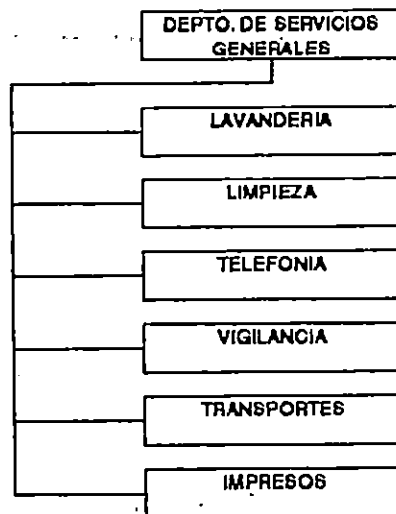 DEPTO. DE SERVICIOS
GENERALES
LAVANDERIA
LIMPIEZA
TELEFONIA
VIGILANCIA
TRANSPORTES
IMPRESOS